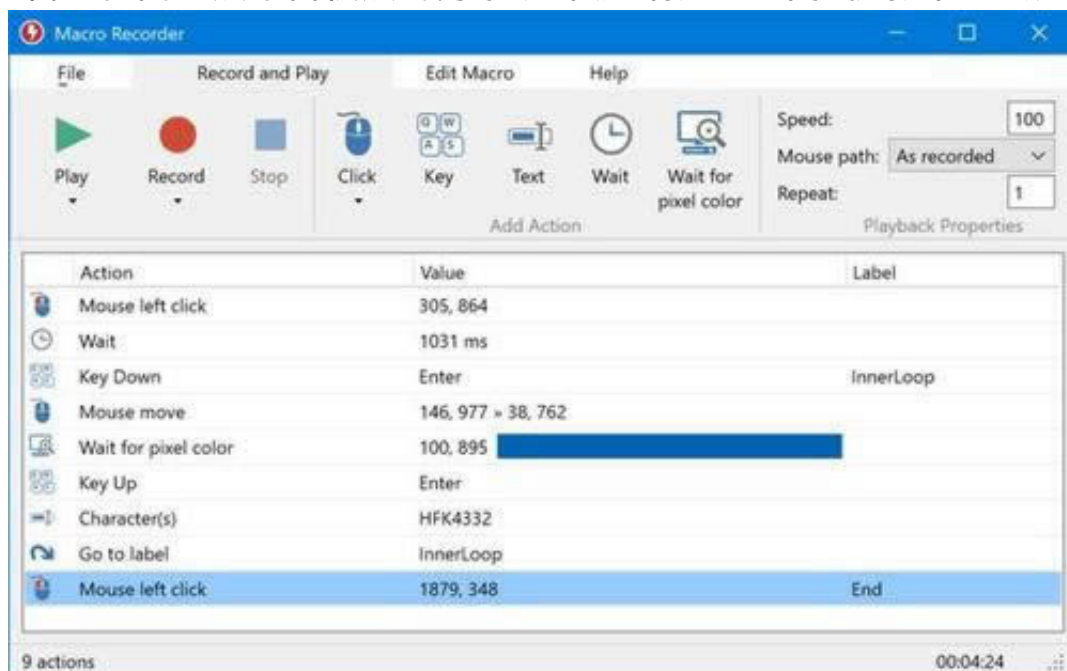 Macro Recorder
File Record and Play Edit Macro Help
Play Record Stop Click Key Text Wait Wait for pixel color
Q W A S
Add Action
Speed: 100
Mouse path: As recorded
Repeat: 1
Playback Properties
Action Value Label
Mouse left click 305, 864
Wait 1031 ms
Key Down Enter InnerLoop
Mouse move 146, 977 » 38, 762
Wait for pixel color 100, 895
Key Up Enter
Character(s) HFK4332
Go to label InnerLoop
Mouse left click 1879, 348 End
9 actions 00:04:24